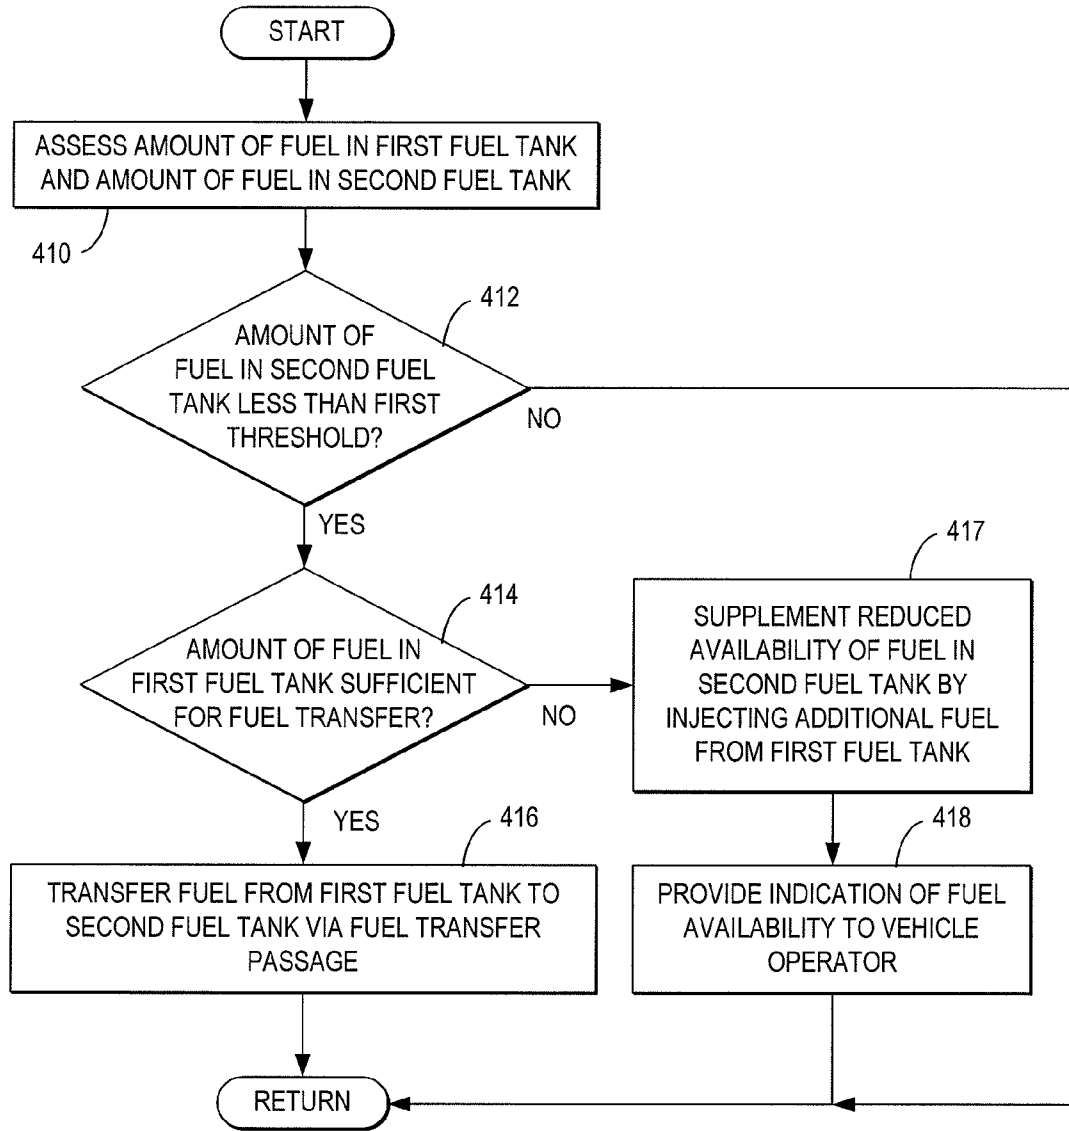 START
ASSESS AMOUNT OF FUEL IN FIRST FUEL TANK
AND AMOUNT OF FUEL IN SECOND FUEL TANK
410
412
AMOUNT OF
FUEL IN SECOND FUEL
TANK LESS THAN FIRST
THRESHOLD?
NO
YES
414
AMOUNT OF FUEL IN
FIRST FUEL TANK SUFFICIENT
FOR FUEL TRANSFER?
NO
YES
417
SUPPLEMENT REDUCED
AVAILABILITY OF FUEL IN
SECOND FUEL TANK BY
INJECTING ADDITIONAL FUEL
FROM FIRST FUEL TANK
416
TRANSFER FUEL FROM FIRST FUEL TANK TO
SECOND FUEL TANK VIA FUEL TRANSFER
PASSAGE
418
PROVIDE INDICATION OF FUEL
AVAILABILITY TO VEHICLE
OPERATOR
RETURN